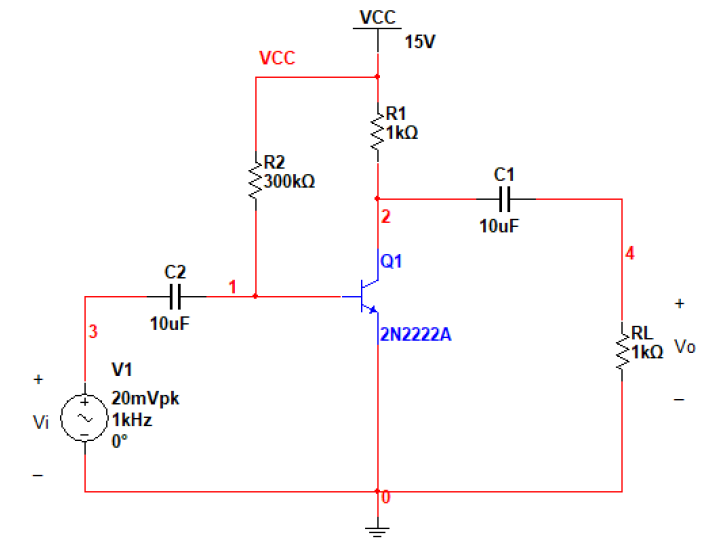 VCC
15V
VCC
R1
1kΩ
R2
300kΩ
C1
10uF
2
Q1
4
C2
10uF
1
2N2222A
3
RL
1kΩ
+
Vo
−
V1
20mVpk
1kHz
0°
+
Vi
−
0